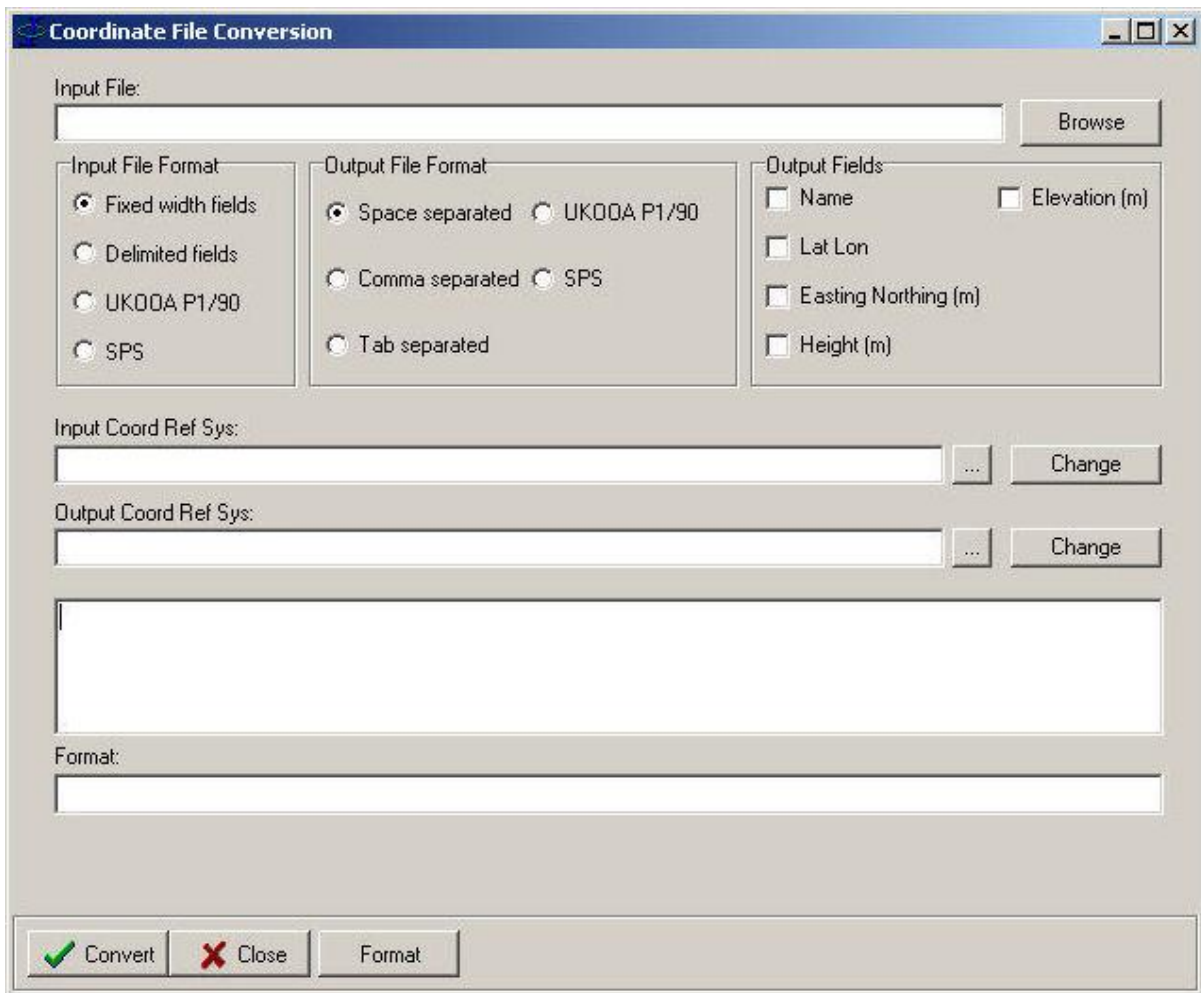 Coordinate File Conversion
Input File:
Browse
Input File Format
Fixed width fields
Delimited fields
UKOOA P1/90
SPS
Output File Format
Space separated
UKOOA P1/90
Comma separated
SPS
Tab separated
Output Fields
Name
Elevation (m)
Lat Lon
Easting Northing (m)
Height (m)
Input Coord Ref Sys:
...
Change
Output Coord Ref Sys:
...
Change
Format:
Convert
Close
Format